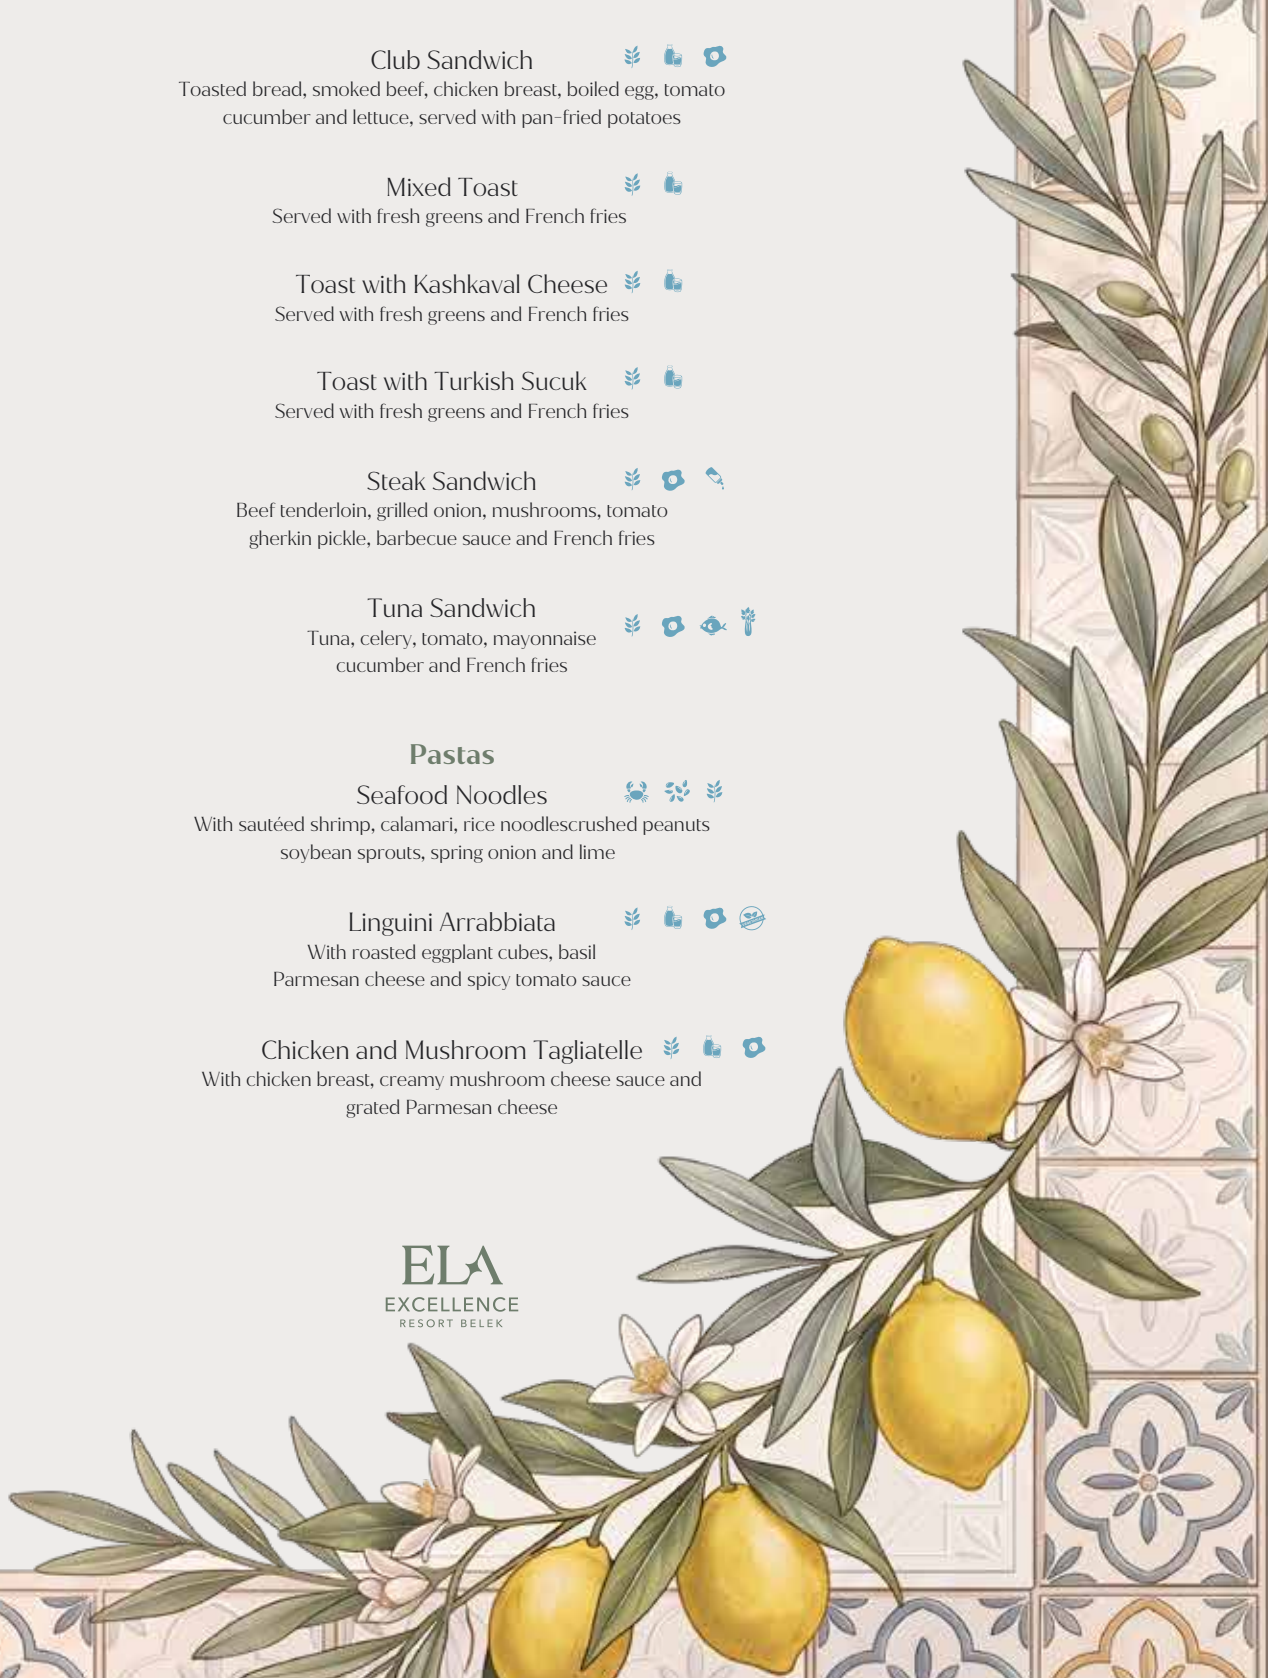 Club Sandwich
Toasted bread, smoked beef, chicken breast, boiled egg, tomato
cucumber and lettuce, served with pan-fried potatoes
Mixed Toast
Served with fresh greens and French fries
Toast with Kashkaval Cheese
Served with fresh greens and French fries
Toast with Turkish Sucuk
Served with fresh greens and French fries
Steak Sandwich
Beef tenderloin, grilled onion, mushrooms, tomato
gherkin pickle, barbecue sauce and French fries
Tuna Sandwich
Tuna, celery, tomato, mayonnaise
cucumber and French fries
Pastas
Seafood Noodles
With sautéed shrimp, calamari, rice noodlescrushed peanuts
soybean sprouts, spring onion and lime
Linguini Arrabbiata
With roasted eggplant cubes, basil
Parmesan cheese and spicy tomato sauce
Chicken and Mushroom Tagliatelle
With chicken breast, creamy mushroom cheese sauce and
grated Parmesan cheese
ELA
EXCELLENCE
RESORT BELEK